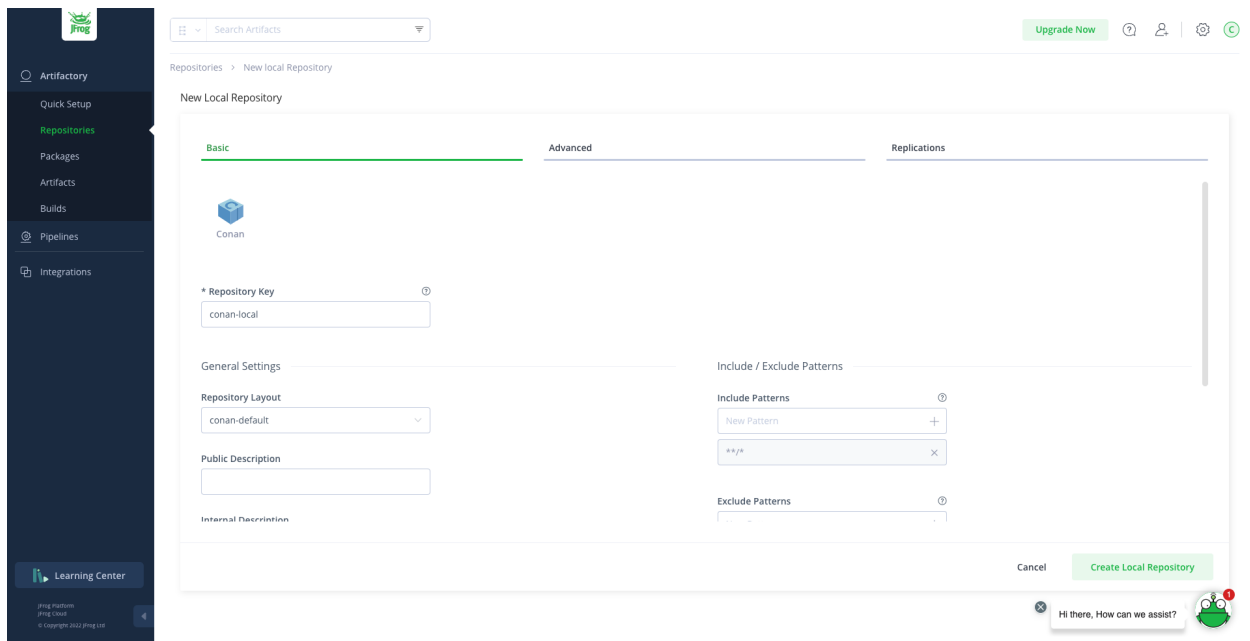 JFrog
Search Artifacts
Upgrade Now
C
Repositories > New local Repository
Artifactory
Quick Setup
Repositories
Packages
Artifacts
Builds
Pipelines
Integrations
New Local Repository
Basic
Advanced
Replications
Conan
* Repository Key
conan-local
General Settings
Repository Layout
conan-default
Public Description
Internal Description
Include / Exclude Patterns
Include Patterns
New Pattern
**/*
Exclude Patterns
Cancel
Create Local Repository
Learning Center
JFrog Platform
JFrog Cloud
© Copyright 2022 JFrog Ltd
Hi there, How can we assist?
1